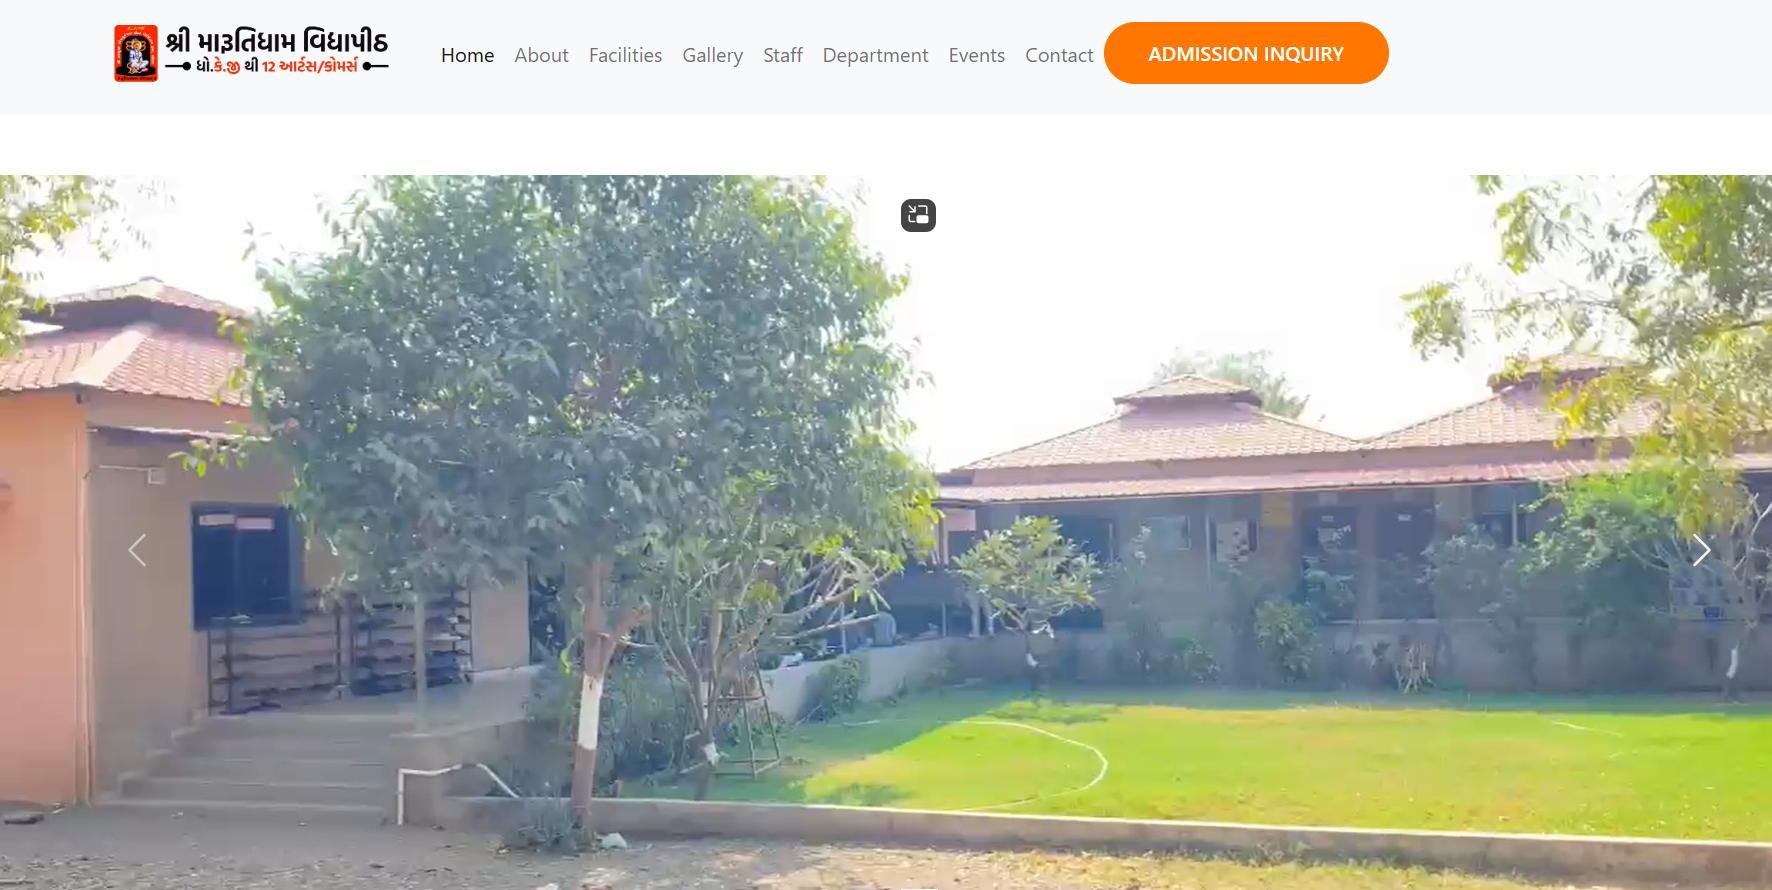 શ્રી મારૂતિધામ વિદ્યાપીઠ
ધો.કે.જી થી 12 આર્ટસ/કોમર્સ
Home About Facilities Gallery Staff Department Events Contact ADMISSION INQUIRY